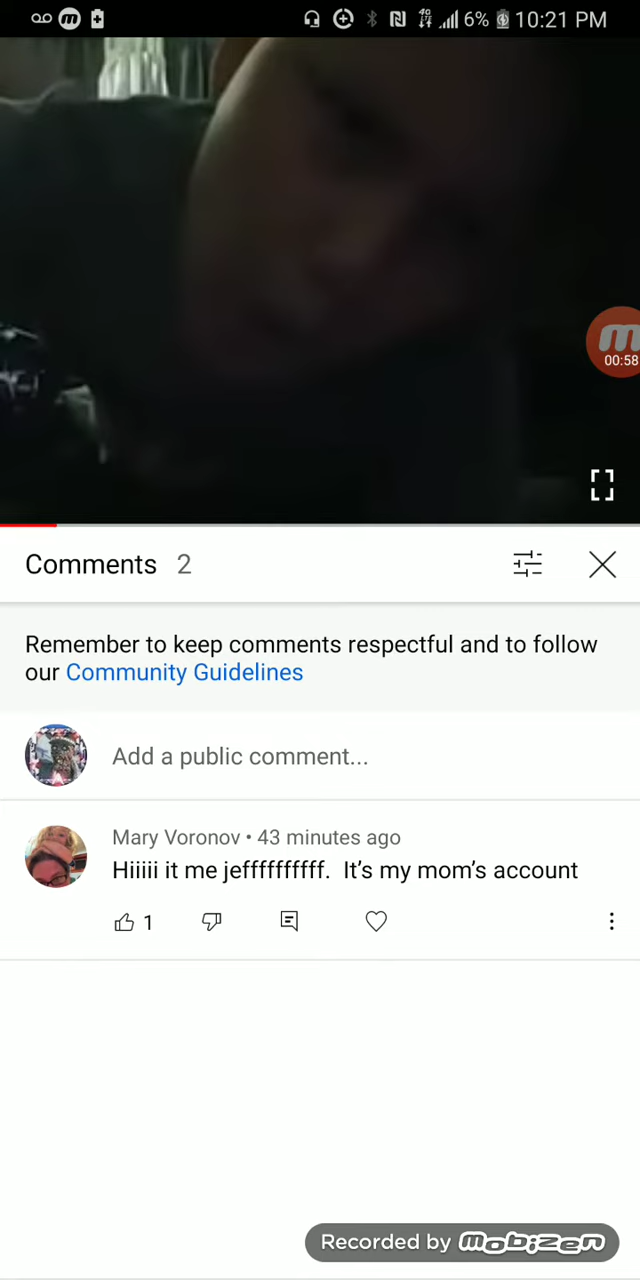 6% 10:21 PM
00:58
Comments 2
Remember to keep comments respectful and to follow
our Community Guidelines
Add a public comment...
Mary Voronov • 43 minutes ago
Hiiiii it me jefffffffffff.  It’s my mom’s account
1
Recorded by mobizen